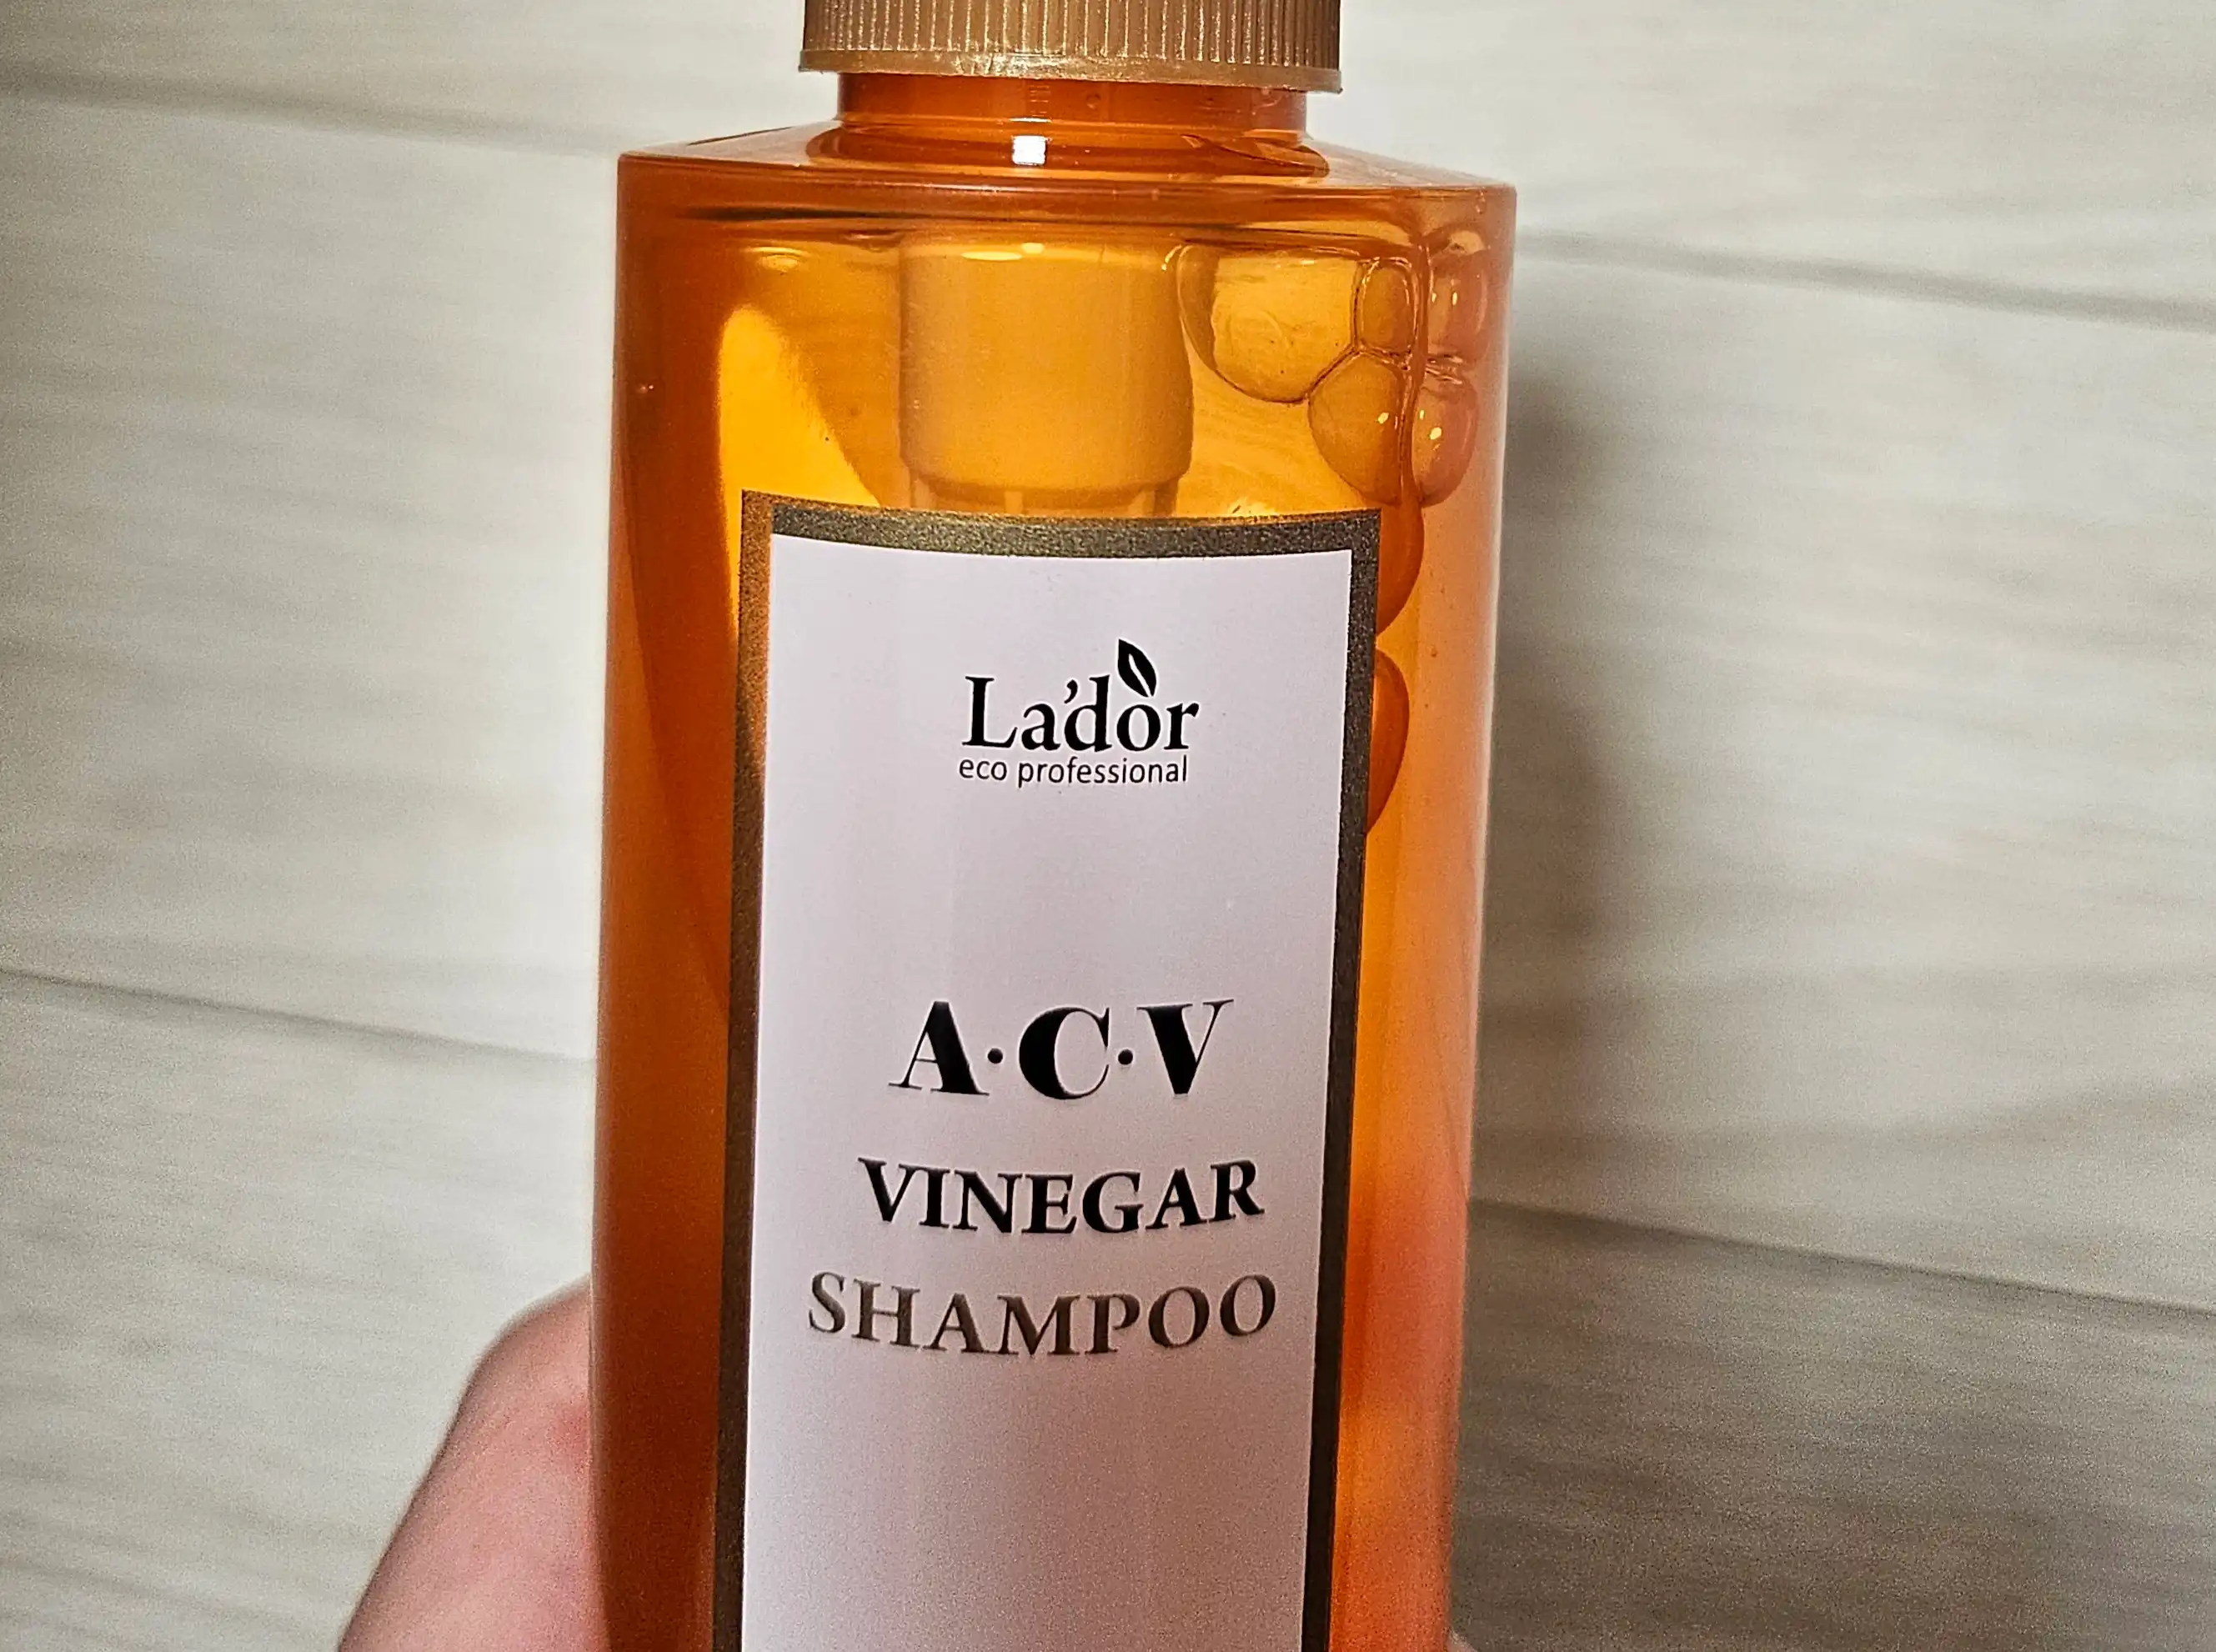 La'dor
eco professional
A·C·V
VINEGAR
SHAMPOO